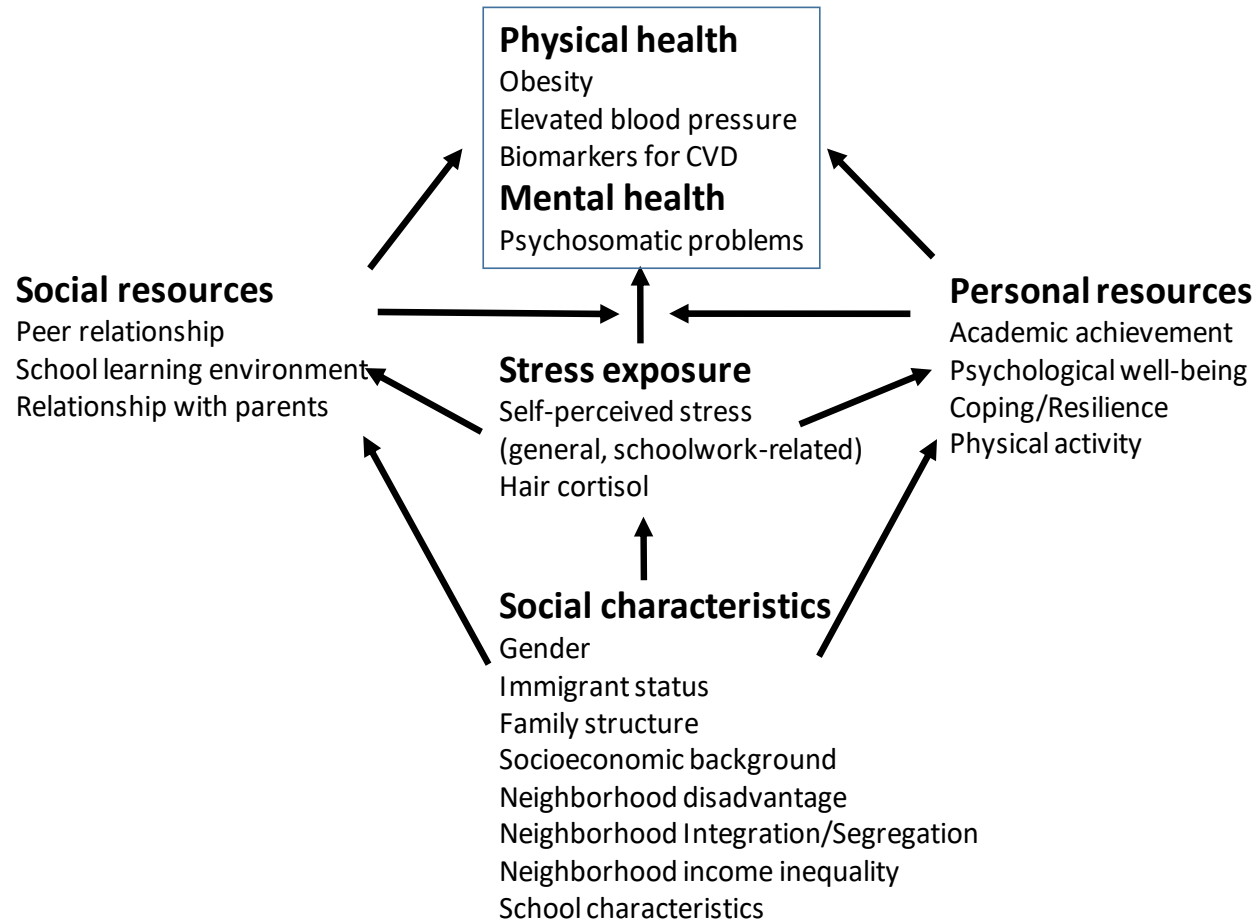 Physical health
Obesity
Elevated blood pressure
Biomarkers for CVD
Mental health
Psychosomatic problems
Social resources
Peer relationship
School learning environment
Relationship with parents
Stress exposure
Self-perceived stress
(general, schoolwork-related)
Hair cortisol
Personal resources
Academic achievement
Psychological well-being
Coping/Resilience
Physical activity
Social characteristics
Gender
Immigrant status
Family structure
Socioeconomic background
Neighborhood disadvantage
Neighborhood Integration/Segregation
Neighborhood income inequality
School characteristics